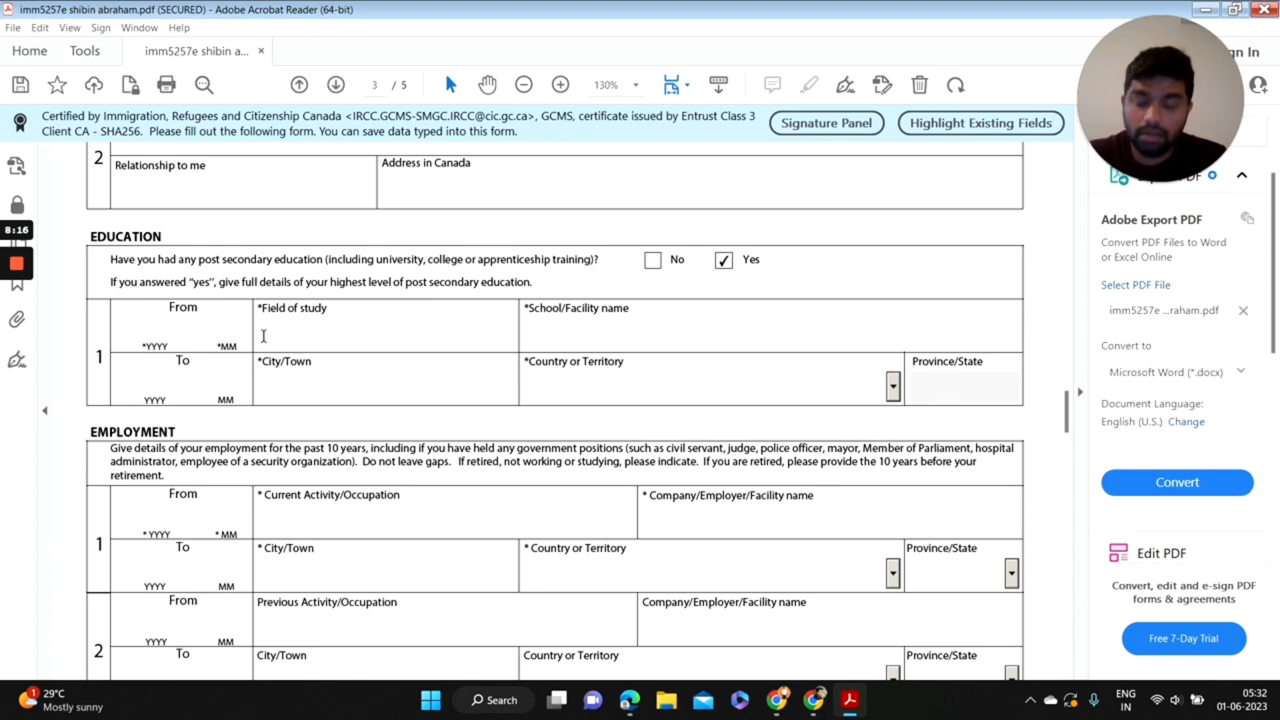 imm5257e shibin abraham.pdf (SECURED) - Adobe Acrobat Reader (64-bit)
File Edit View Sign Window Help
Home Tools imm5257e shibin a... × In
3 / 5 130%
Certified by Immigration, Refugees and Citizenship Canada <IRCC.GCMS-SMGC.IRCC@cic.gc.ca>, GCMS, certificate issued by Entrust Class 3
Client CA - SHA256. Please fill out the following form. You can save data typed into this form.
Signature Panel
Highlight Existing Fields
2
Relationship to me
Address in Canada
EDUCATION
Have you had any post secondary education (including university, college or apprenticeship training)? No ✓ Yes
If you answered "yes", give full details of your highest level of post secondary education.
From *Field of study *School/Facility name
*YYYY *MM
1
To *City/Town *Country or Territory Province/State
YYYY MM
EMPLOYMENT
Give details of your employment for the past 10 years, including if you have held any government positions (such as civil servant, judge, police officer, mayor, Member of Parliament, hospital
administrator, employee of a security organization). Do not leave gaps. If retired, not working or studying, please indicate. If you are retired, please provide the 10 years before your
retirement.
From * Current Activity/Occupation * Company/Employer/Facility name
* YYYY * MM
1
To * City/Town * Country or Territory Province/State
YYYY MM
From Previous Activity/Occupation Company/Employer/Facility name
YYYY MM
2
To City/Town Country or Territory Province/State
8:16
Adobe Export PDF
Convert PDF Files to Word
or Excel Online
Select PDF File
imm5257e ...raham.pdf ×
Convert to
Microsoft Word (*.docx)
Document Language:
English (U.S.) Change
Convert
Edit PDF
Convert, edit and e-sign PDF
forms & agreements
Free 7-Day Trial
29°C
Mostly sunny
1
Search
ENG
IN
05:32
01-06-2023